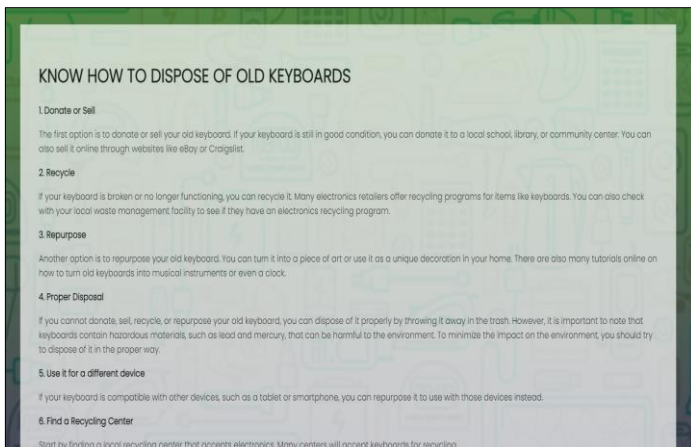 KNOW HOW TO DISPOSE OF OLD KEYBOARDS
1. Donate or Sell
The first option is to donate or sell your old keyboard. If your keyboard is still in good condition, you can donate it to a local school, library, or community center. You can
also sell it online through websites like eBay or Craigslist.
2. Recycle
If your keyboard is broken or no longer functioning, you can recycle it. Many electronics retailers offer recycling programs for items like keyboards. You can also check
with your local waste management facility to see if they have an electronics recycling program.
3. Repurpose
Another option is to repurpose your old keyboard. You can turn it into a piece of art or use it as a unique decoration in your home. There are also many tutorials online on
how to turn old keyboards into musical instruments or even a clock.
4. Proper Disposal
If you cannot donate, sell, recycle, or repurpose your old keyboard, you can dispose of it properly by throwing it away in the trash. However, it is important to note that
keyboards contain hazardous materials, such as lead and mercury, that can be harmful to the environment. To minimize the impact on the environment, you should try
to dispose of it in the proper way.
5. Use it for a different device
If your keyboard is compatible with other devices, such as a tablet or smartphone, you can repurpose it to use with those devices instead.
6. Find a Recycling Center
Start by finding a local recycling center that accepts electronics. Many centers will accept keyboards for recycling.